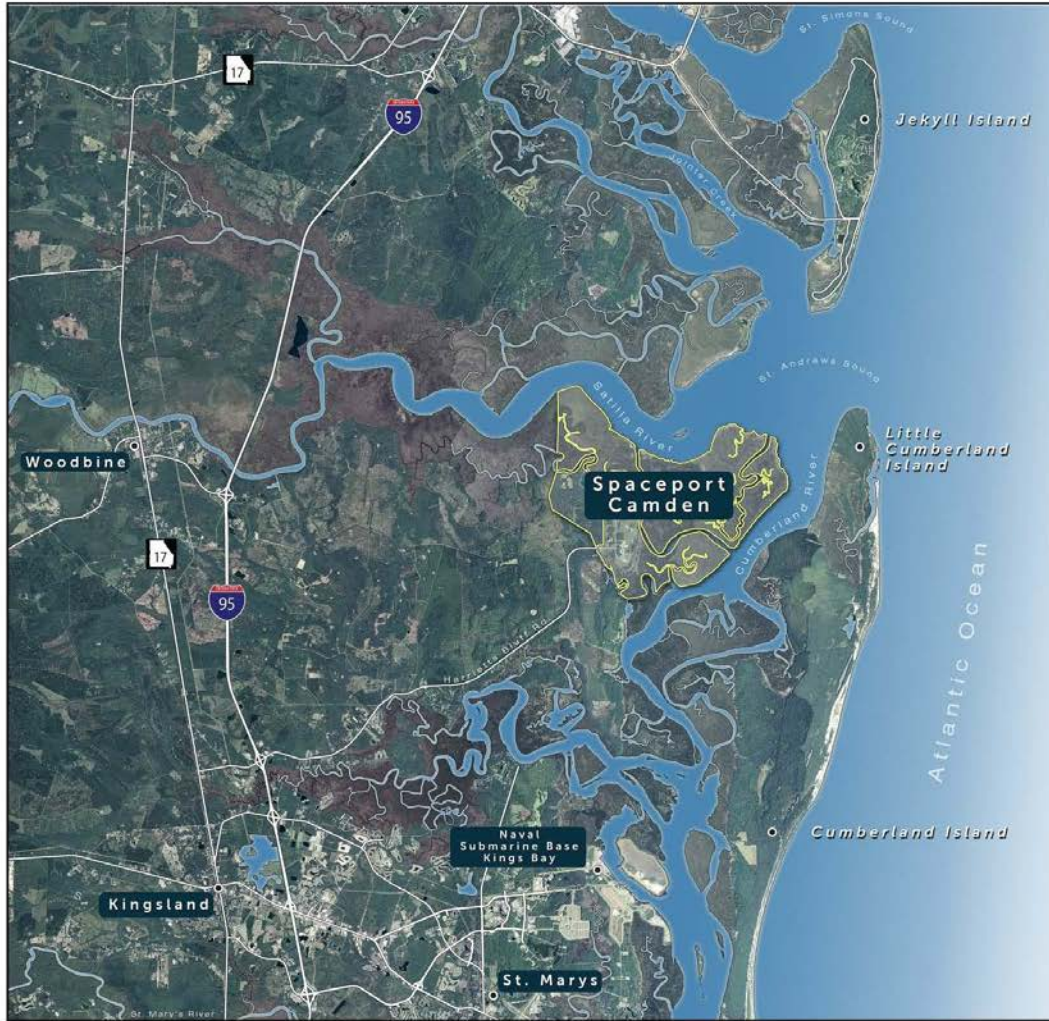 St. Simons Sound
17
95
Jekyll Island
Jointer Creek
St. Andrews Sound
Satilla River
Woodbine
Little
Cumberland
Island
Spaceport
Camden
Cumberland River
17
95
Atlantic Ocean
Harrietts Bluff Rd.
Naval
Submarine Base
Kings Bay
Cumberland Island
Kingsland
St. Marys
St. Mary's River